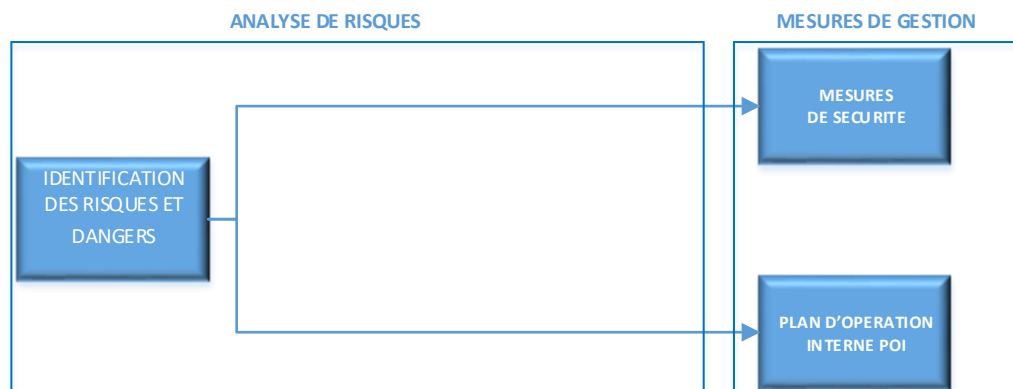 ANALYSE DE RISQUES
MESURES DE GESTION
MESURES
DE SECURITE
IDENTIFICATION
DES RISQUES ET
DANGERS
PLAN D’OPERATION
INTERNE POI